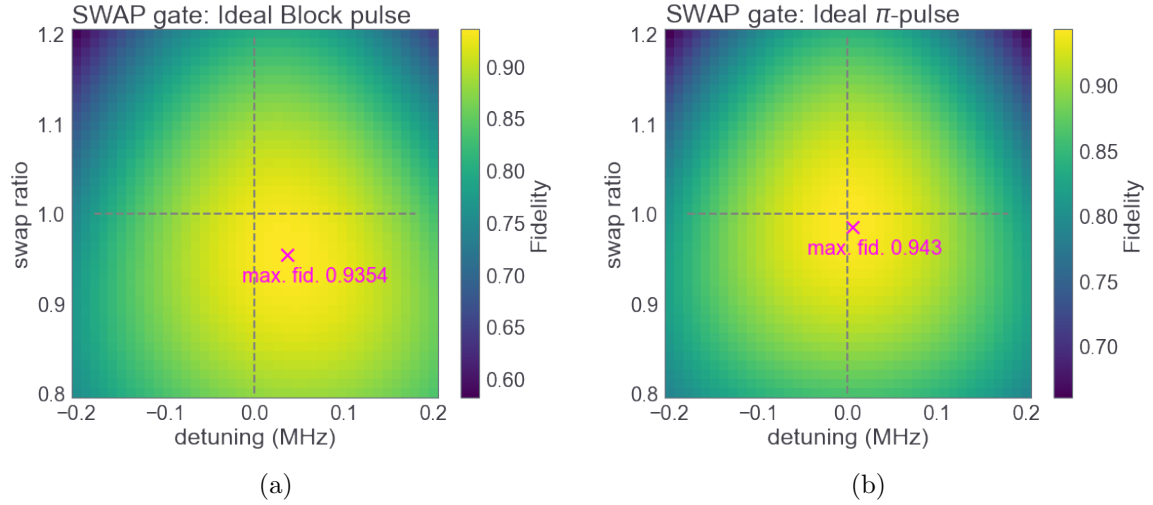 SWAP gate: Ideal Block pulse
1.2
1.1
1.0
0.9
0.8
swap ratio
−0.2
−0.1
0.0
0.1
0.2
detuning (MHz)
max. fid. 0.9354
0.90
0.85
0.80
0.75
0.70
0.65
0.60
Fidelity
(a)
SWAP gate: Ideal π-pulse
1.2
1.1
1.0
0.9
0.8
swap ratio
−0.2
−0.1
0.0
0.1
0.2
detuning (MHz)
max. fid. 0.943
0.90
0.85
0.80
0.75
0.70
Fidelity
(b)